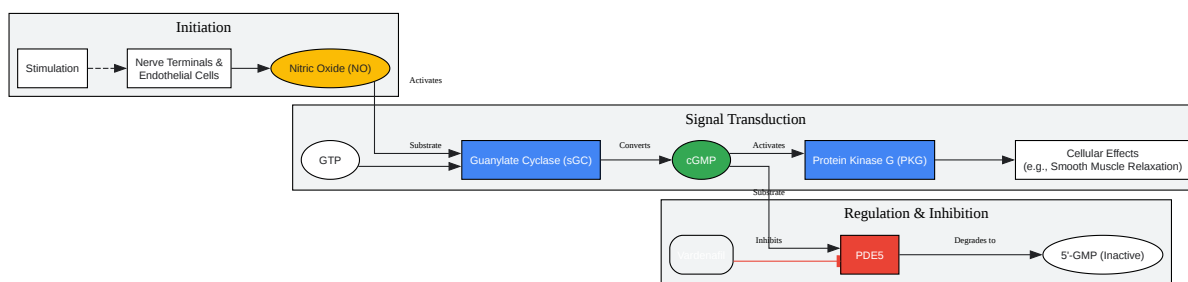 Initiation
Stimulation
Nerve Terminals &
Endothelial Cells
Nitric Oxide (NO)
Activates
Signal Transduction
GTP
Substrate
Guanylate Cyclase (sGC)
Converts
cGMP
Activates
Protein Kinase G (PKG)
Cellular Effects
(e.g., Smooth Muscle Relaxation)
Substrate
Regulation & Inhibition
Inhibits
PDE5
Degrades to
5'-GMP (Inactive)